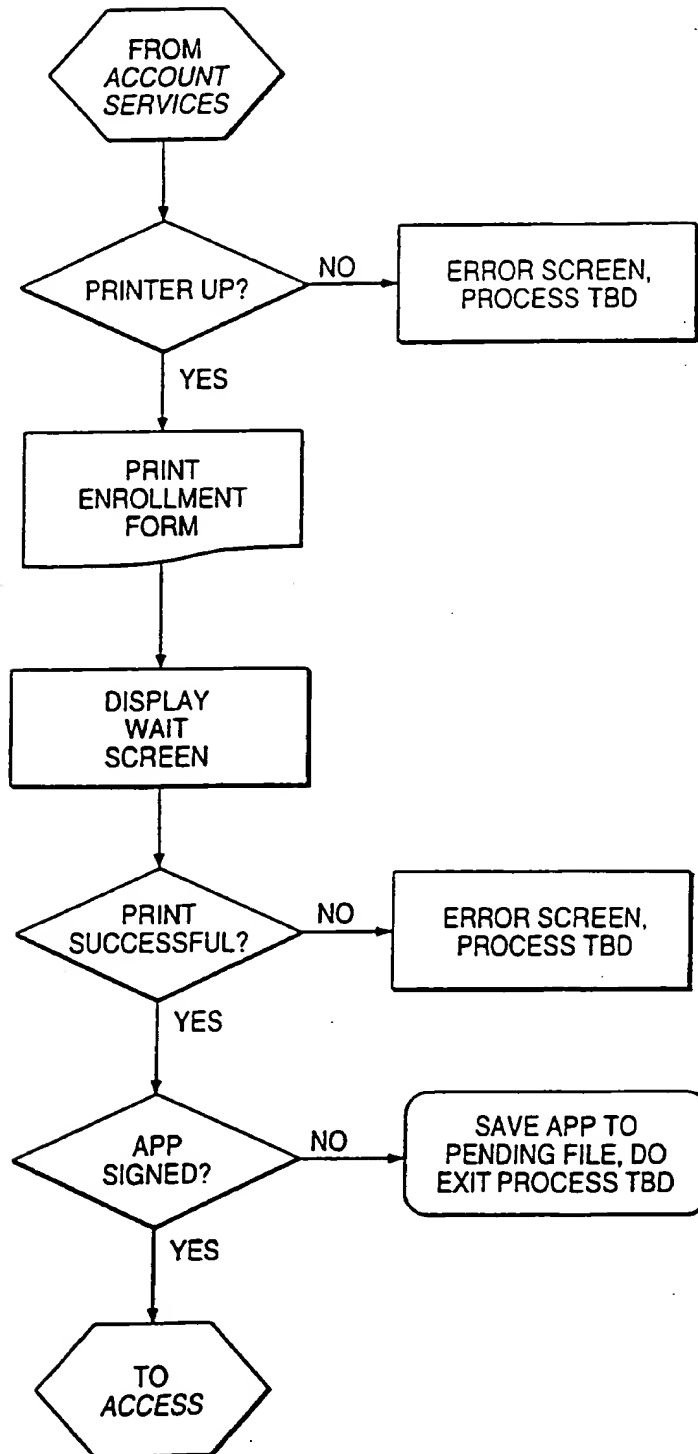 FROM
ACCOUNT
SERVICES
PRINTER UP?
NO
ERROR SCREEN,
PROCESS TBD
YES
PRINT
ENROLLMENT
FORM
DISPLAY
WAIT
SCREEN
PRINT
SUCCESSFUL?
NO
ERROR SCREEN,
PROCESS TBD
YES
APP
SIGNED?
NO
SAVE APP TO
PENDING FILE, DO
EXIT PROCESS TBD
YES
TO
ACCESS